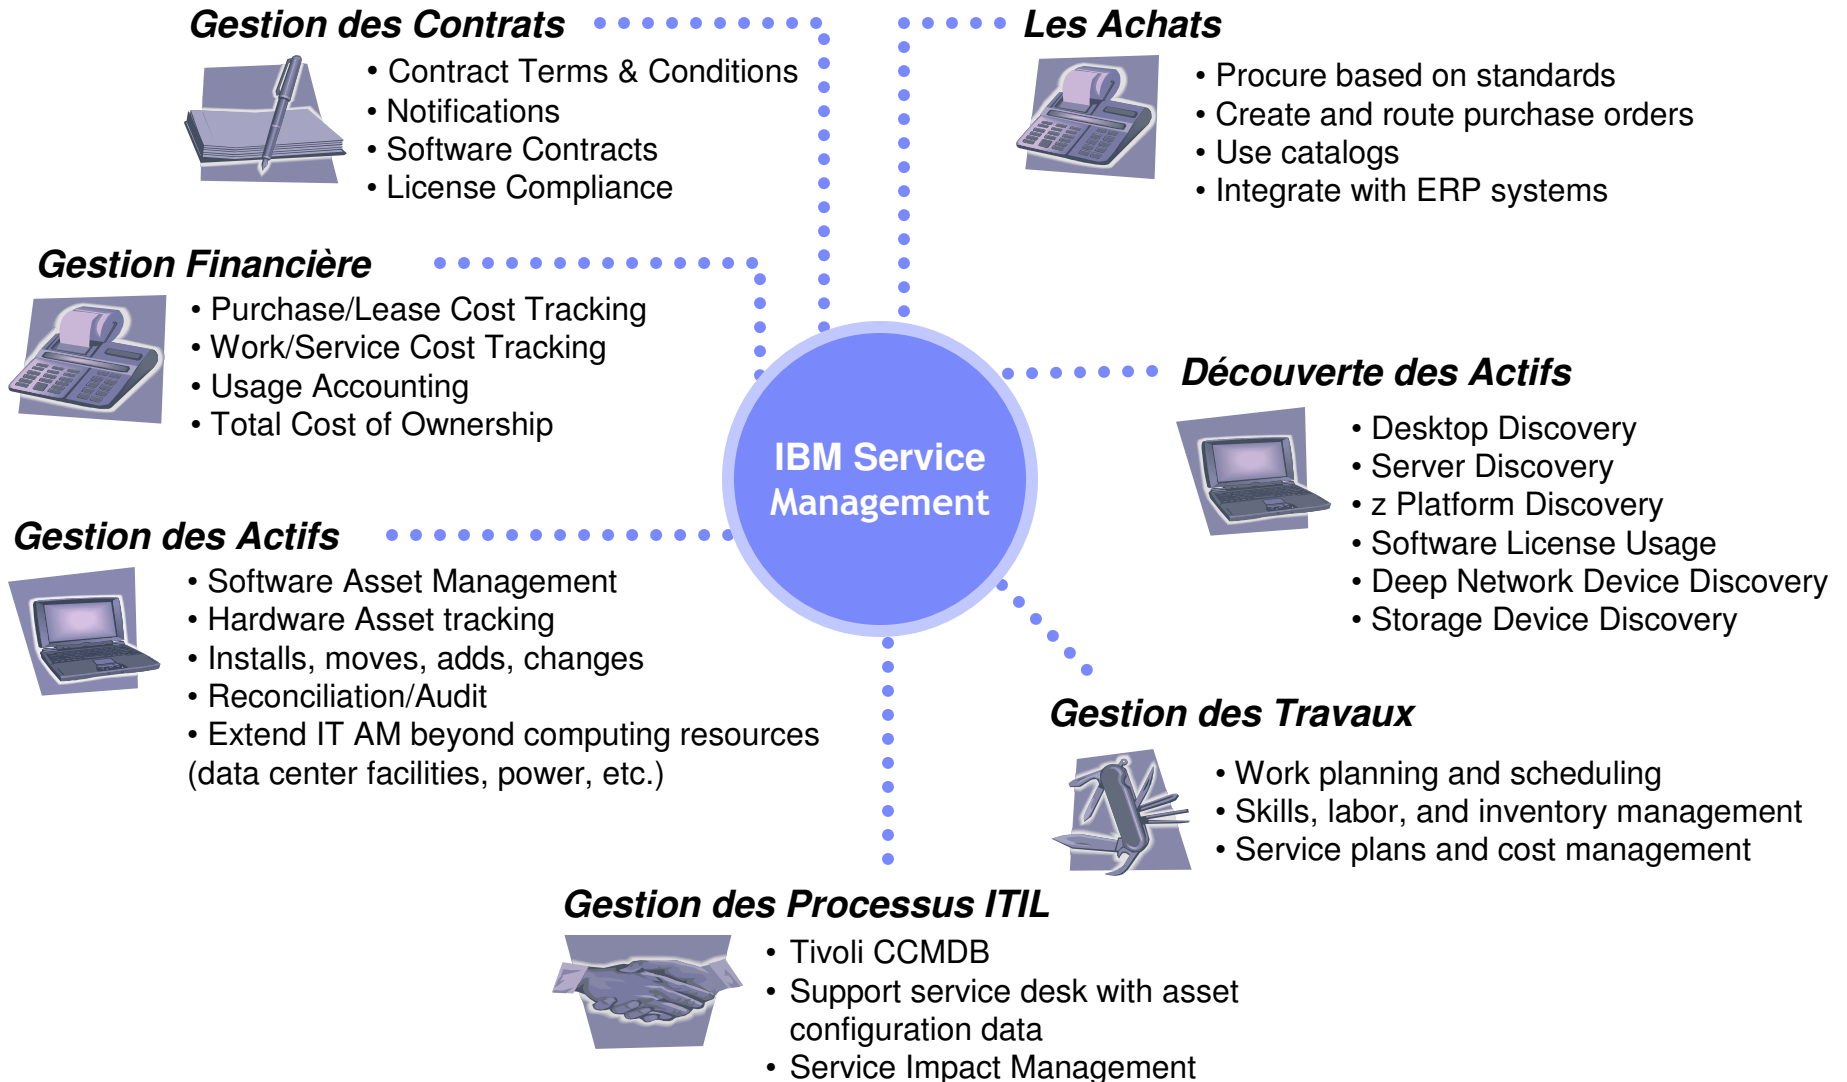 Gestion des Contrats
• Contract Terms & Conditions
• Notifications
• Software Contracts
• License Compliance
Les Achats
• Procure based on standards
• Create and route purchase orders
• Use catalogs
• Integrate with ERP systems
Gestion Financière
• Purchase/Lease Cost Tracking
• Work/Service Cost Tracking
• Usage Accounting
• Total Cost of Ownership
IBM Service
Management
Découverte des Actifs
• Desktop Discovery
• Server Discovery
• z Platform Discovery
• Software License Usage
• Deep Network Device Discovery
• Storage Device Discovery
Gestion des Actifs
• Software Asset Management
• Hardware Asset tracking
• Installs, moves, adds, changes
• Reconciliation/Audit
• Extend IT AM beyond computing resources
(data center facilities, power, etc.)
Gestion des Travaux
• Work planning and scheduling
• Skills, labor, and inventory management
• Service plans and cost management
Gestion des Processus ITIL
• Tivoli CCMDB
• Support service desk with asset
configuration data
• Service Impact Management